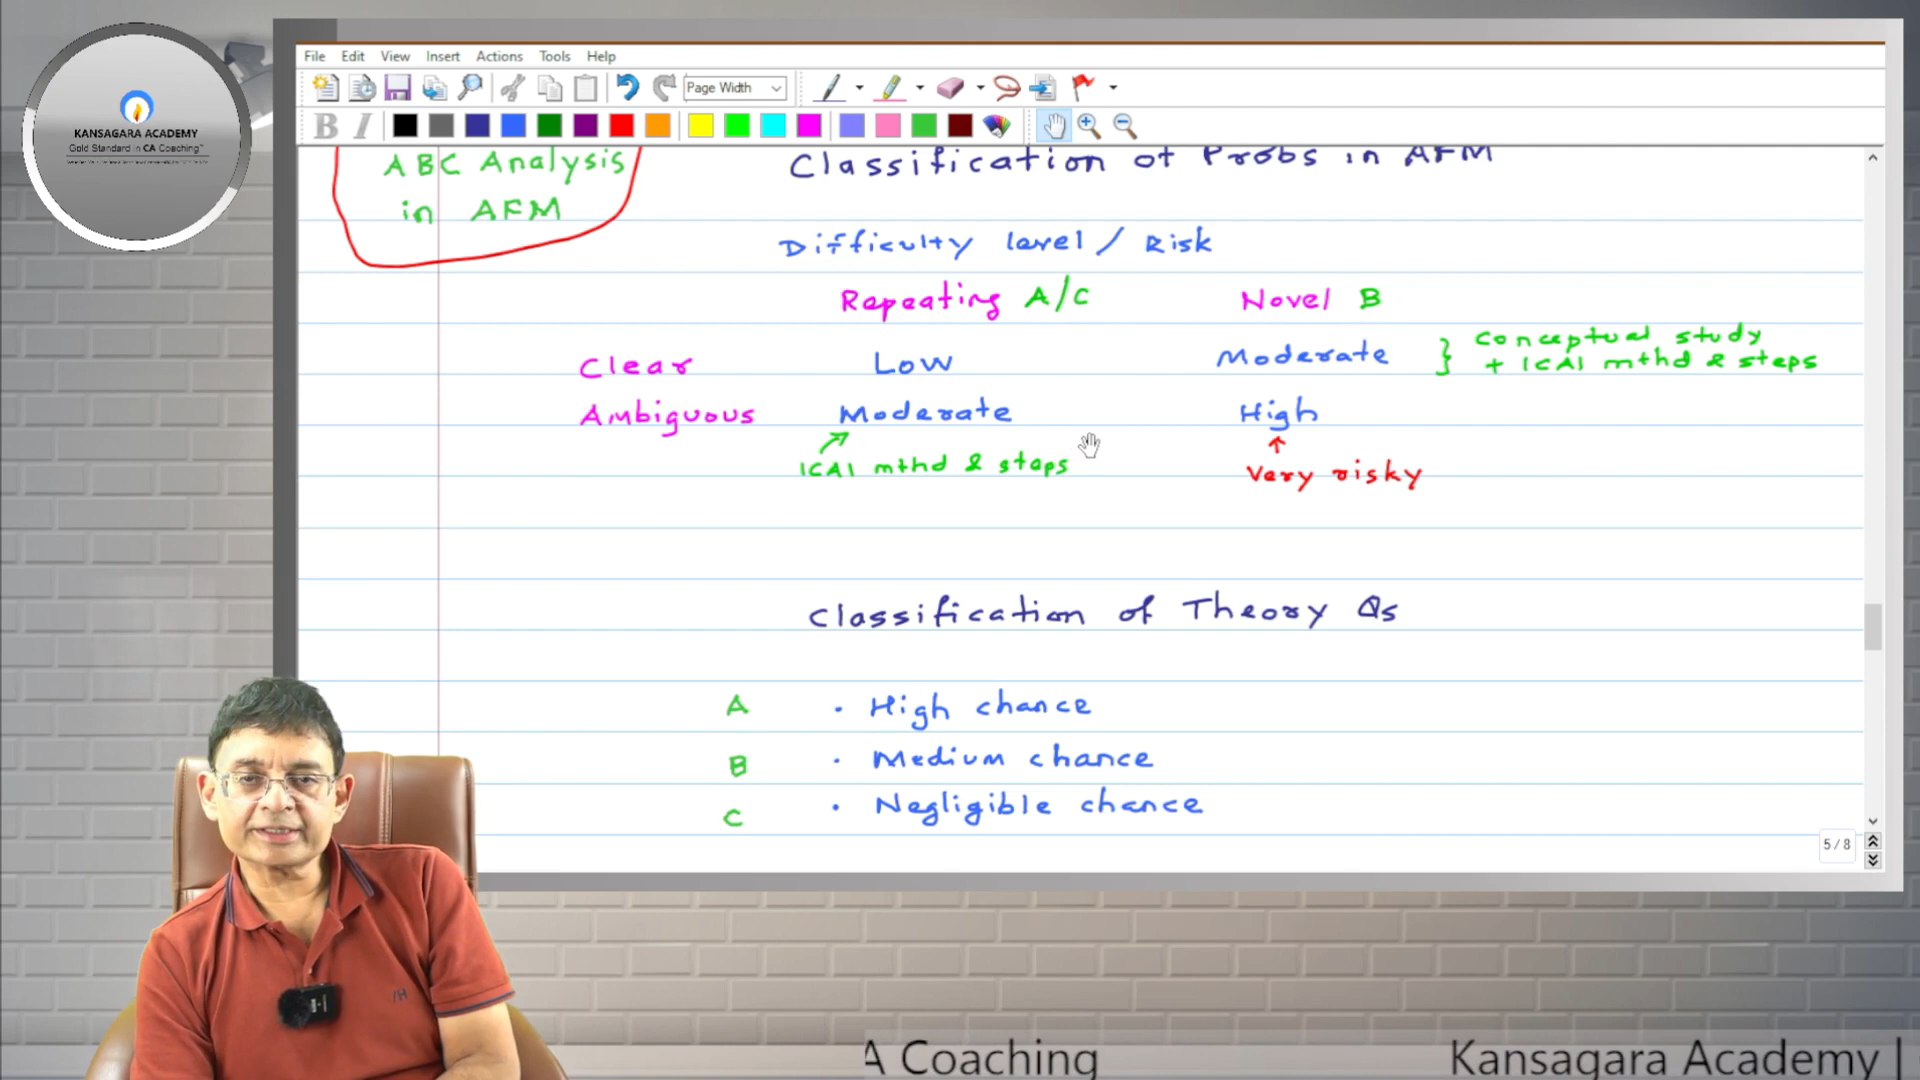 KANSAGARA ACADEMY
Gold Standard in CA Coaching™
File Edit View Insert Actions Tools Help
Page Width
B I
ABC Analysis
in AFM
Classification of Probs in AFM
Difficulty level / Risk
Repeating A/C Novel B
Clear Low Moderate } Conceptual study
+ ICAI mthd & steps
Ambiguous Moderate High
ICAI mthd & steps Very risky
Classification of Theory Qs
A · High chance
B · Medium chance
C · Negligible chance
5 / 8
A Coaching Kansagara Academy |